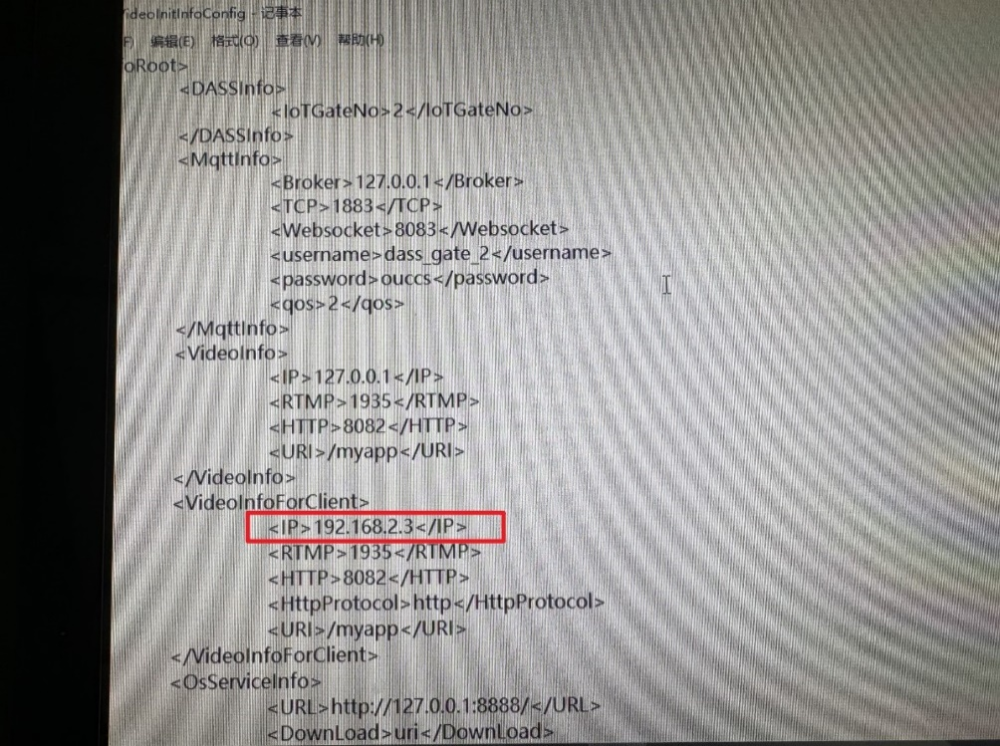 ideoInitInfoConfig - 记事本
F) 编辑(E) 格式(O) 查看(V) 帮助(H)
oRoot>
<DASSInfo>
<IoTGateNo>2</IoTGateNo>
</DASSInfo>
<MqttInfo>
<Broker>127.0.0.1</Broker>
<TCP>1883</TCP>
<Websocket>8083</Websocket>
<username>dass_gate_2</username>
<password>ouccs</password>
<qos>2</qos>
</MqttInfo>
<VideoInfo>
<IP>127.0.0.1</IP>
<RTMP>1935</RTMP>
<HTTP>8082</HTTP>
<URI>/myapp</URI>
</VideoInfo>
<VideoInfoForClient>
<IP>192.168.2.3</IP>
<RTMP>1935</RTMP>
<HTTP>8082</HTTP>
<HttpProtocol>http</HttpProtocol>
<URI>/myapp</URI>
</VideoInfoForClient>
<OsServiceInfo>
<URL>http://127.0.0.1:8888/</URL>
<DownLoad>uri</DownLoad>